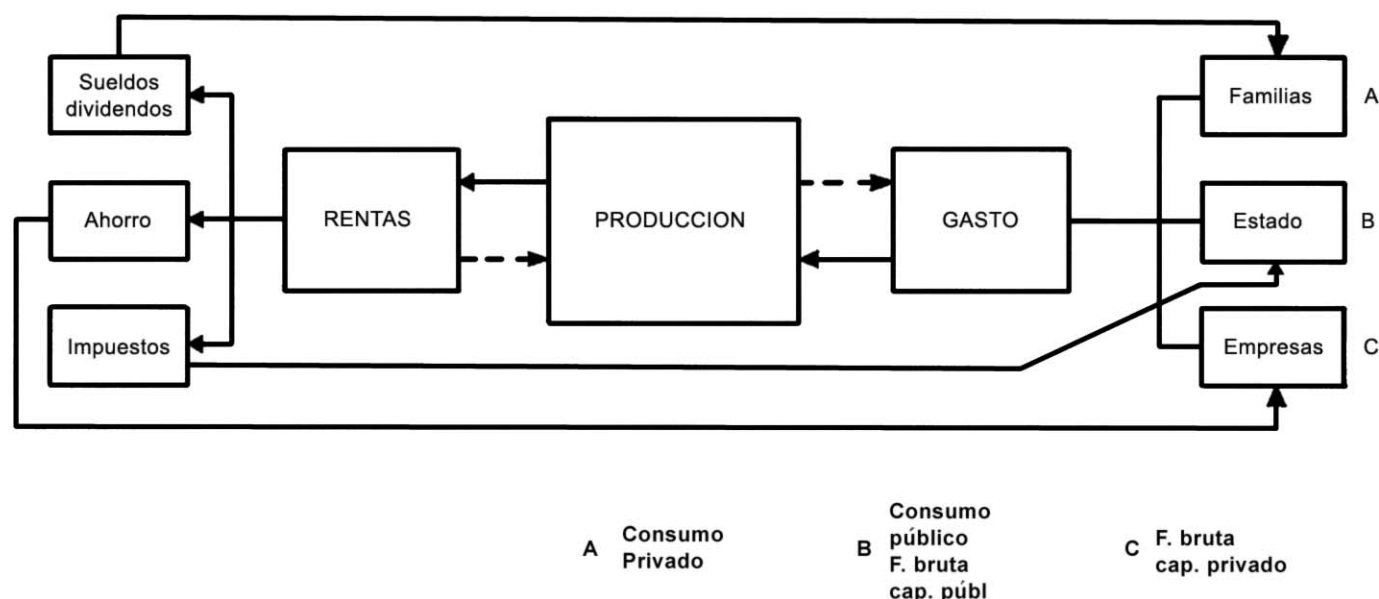 Sueldos
dividendos
Familias
A
RENTAS
PRODUCCION
GASTO
Ahorro
Estado
B
Impuestos
Empresas
C
A
Consumo
Privado
B
Consumo
público
F. bruta
cap. públ
C
F. bruta
cap. privado